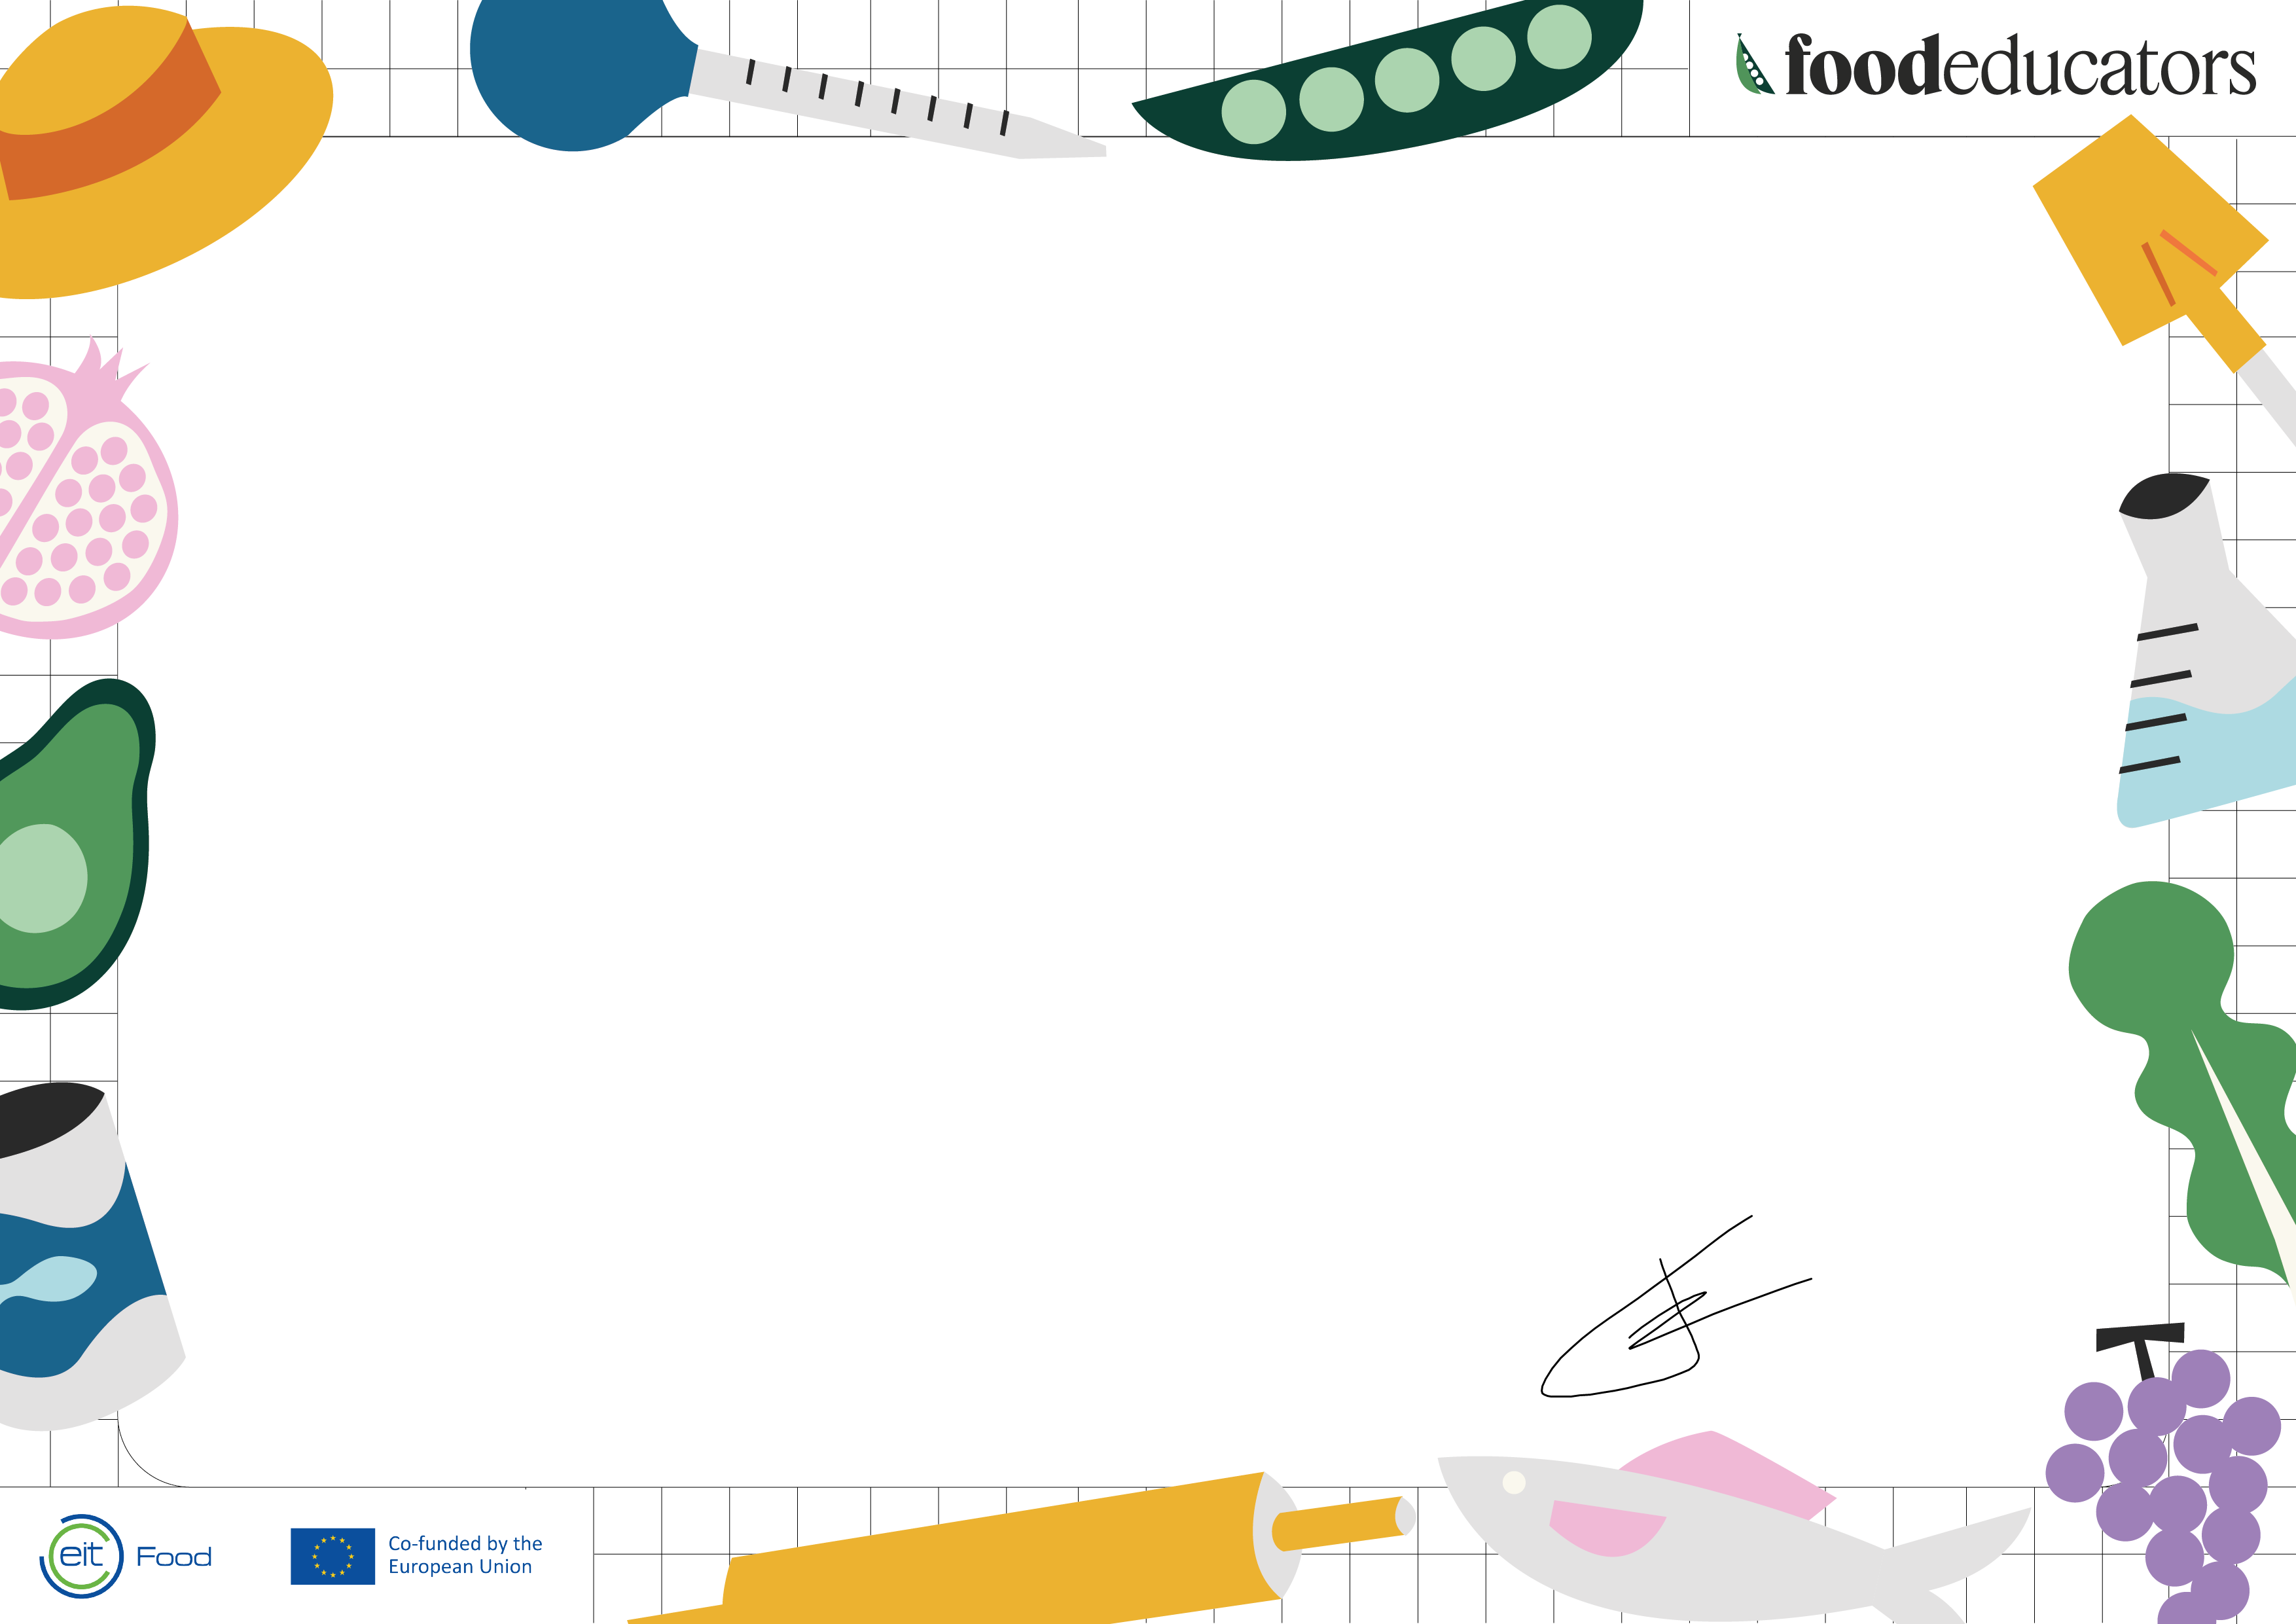 foodeducators
eit Food
Co-funded by the
European Union